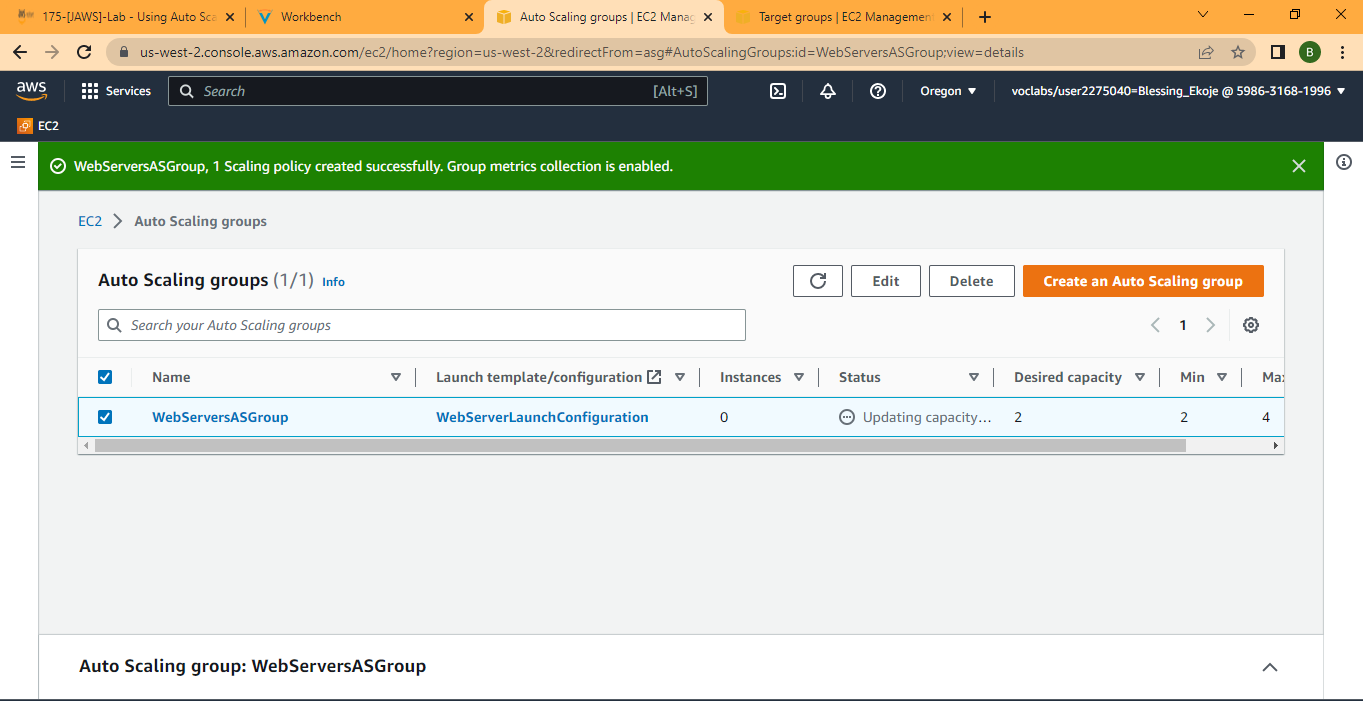 175-[JAWS]-Lab - Using Auto Sca
Workbench
Auto Scaling groups | EC2 Manag
Target groups | EC2 Management
us-west-2.console.aws.amazon.com/ec2/home?region=us-west-2&redirectFrom=asg#AutoScalingGroups:id=WebServersASGroup;view=details
B
aws
Services
Search
[Alt+S]
Oregon
voclabs/user2275040=Blessing_Ekoje @ 5986-3168-1996
EC2
WebServersASGroup, 1 Scaling policy created successfully. Group metrics collection is enabled.
EC2 > Auto Scaling groups
Auto Scaling groups (1/1) Info
Edit
Delete
Create an Auto Scaling group
Search your Auto Scaling groups
1
Name Launch template/configuration Instances Status Desired capacity Min Max
WebServersASGroup WebServerLaunchConfiguration 0 Updating capacity... 2 2 4
Auto Scaling group: WebServersASGroup